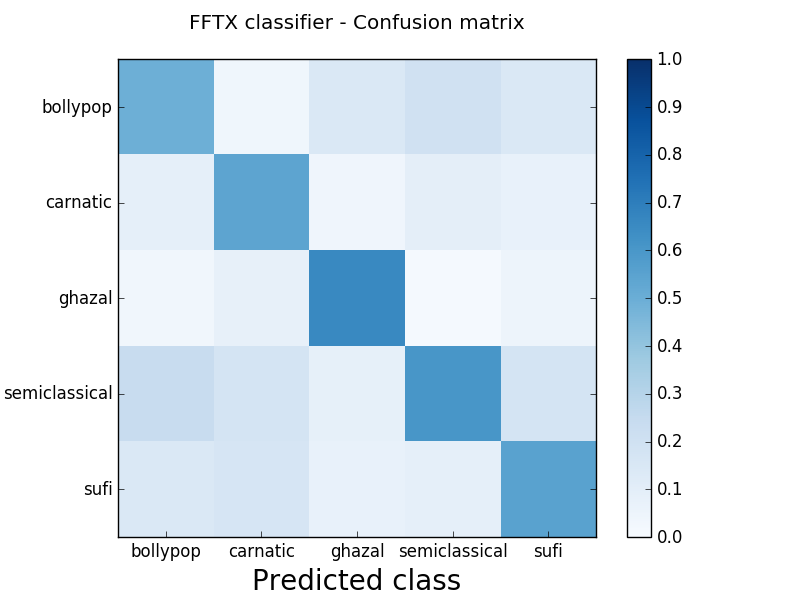 FFTX classifier - Confusion matrix
bollypop
carnatic
ghazal
semiclassical
sufi
bollypop carnatic ghazal semiclassical sufi
Predicted class
1.0
0.9
0.8
0.7
0.6
0.5
0.4
0.3
0.2
0.1
0.0